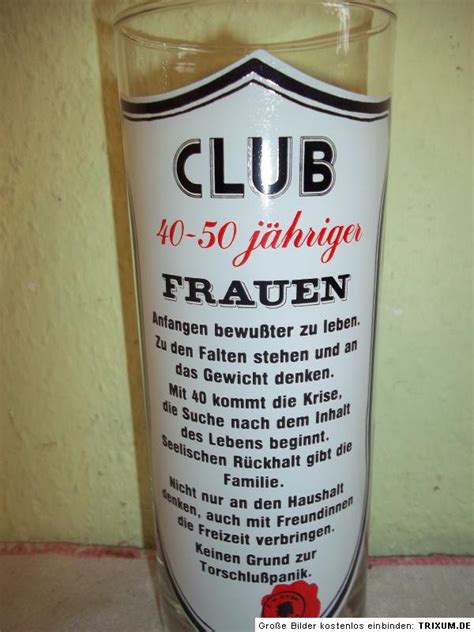 CLUB
40-50 jähriger
FRAUEN
Anfangen bewußter zu leben.
Zu den Falten stehen und an
das Gewicht denken.
Mit 40 kommt die Krise,
die Suche nach dem Inhalt
des Lebens beginnt.
Seelischen Rückhalt gibt die
Familie.
Nicht nur an den Haushalt
denken, auch mit Freundinnen
die Freizeit verbringen.
Keinen Grund zur
Torschlußpanik.
Große Bilder kostenlos einbinden: TRIXUM.DE